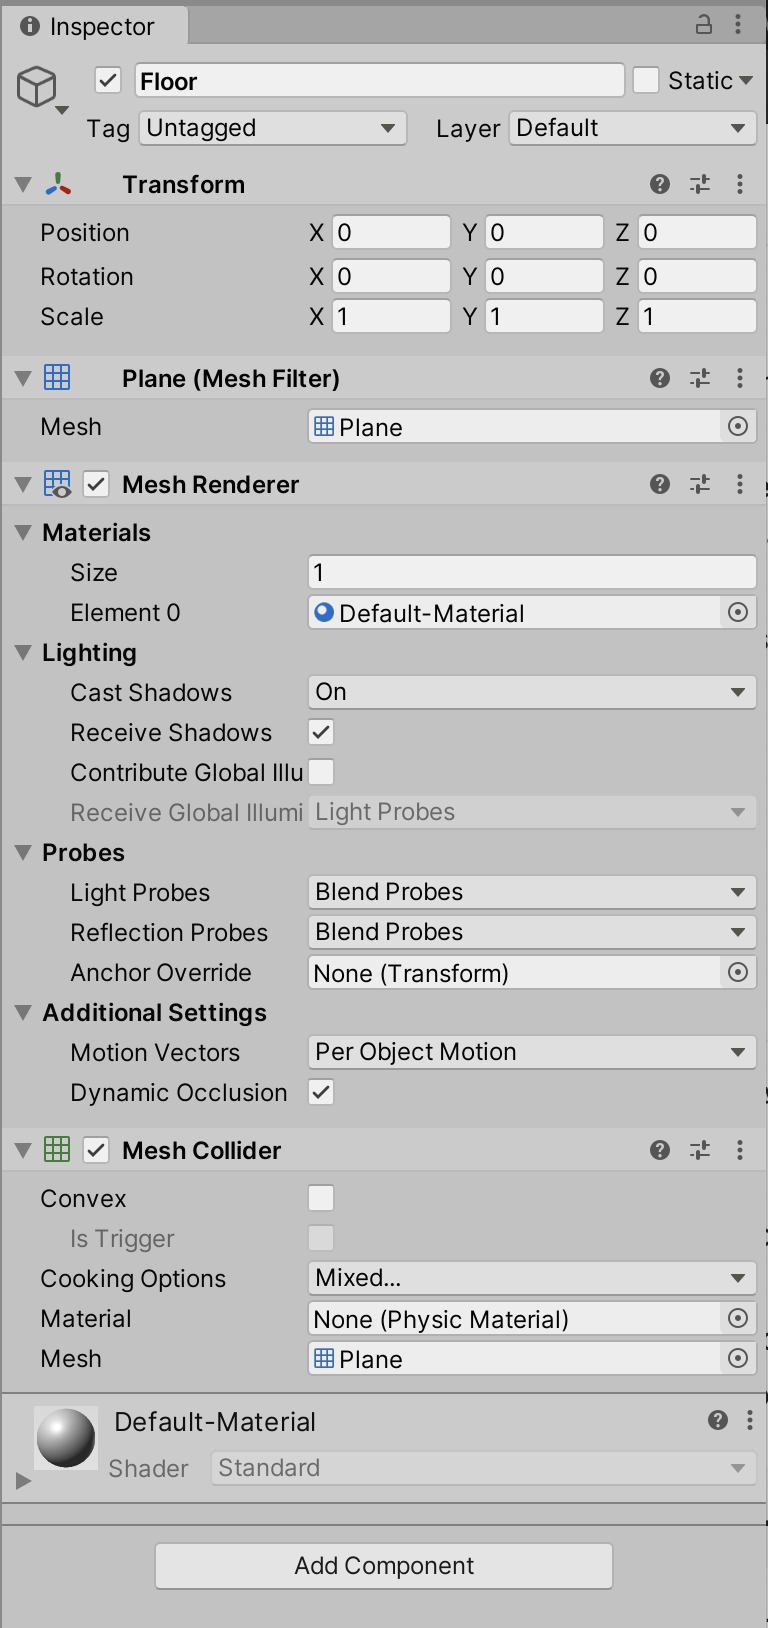 Inspector
Floor Static
Tag Untagged Layer Default
Transform
Position X 0 Y 0 Z 0
Rotation X 0 Y 0 Z 0
Scale X 1 Y 1 Z 1
Plane (Mesh Filter)
Mesh Plane
Mesh Renderer
Materials
Size 1
Element 0 Default-Material
Lighting
Cast Shadows On
Receive Shadows
Contribute Global Illu
Receive Global Illumi Light Probes
Probes
Light Probes Blend Probes
Reflection Probes Blend Probes
Anchor Override None (Transform)
Additional Settings
Motion Vectors Per Object Motion
Dynamic Occlusion
Mesh Collider
Convex
Is Trigger
Cooking Options Mixed...
Material None (Physic Material)
Mesh Plane
Default-Material
Shader Standard
Add Component